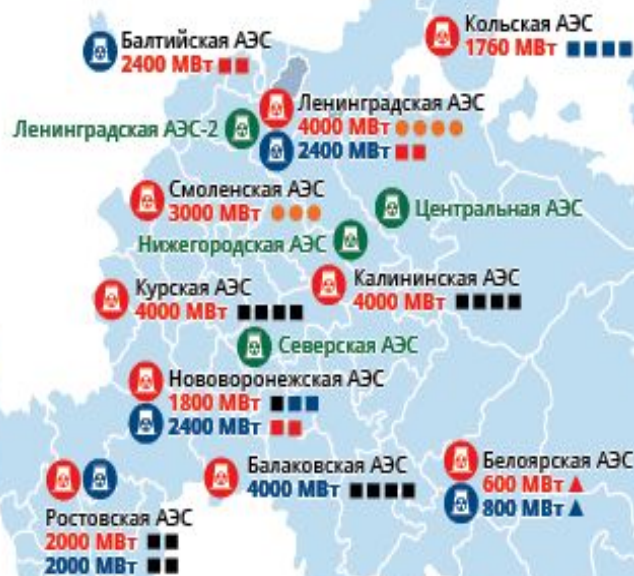 Кольская АЭС
1760 МВт
Балтийская АЭС
2400 МВт
Ленинградская АЭС
4000 МВт
2400 МВт
Ленинградская АЭС-2
Смоленская АЭС
3000 МВт
Центральная АЭС
Нижегородская АЭС
Калининская АЭС
4000 МВт
Курская АЭС
4000 МВт
Северская АЭС
Нововоронежская АЭС
1800 МВт
2400 МВт
Балаковская АЭС
4000 МВт
Белоярская АЭС
600 МВт
800 МВт
Ростовская АЭС
2000 МВт
2000 МВт